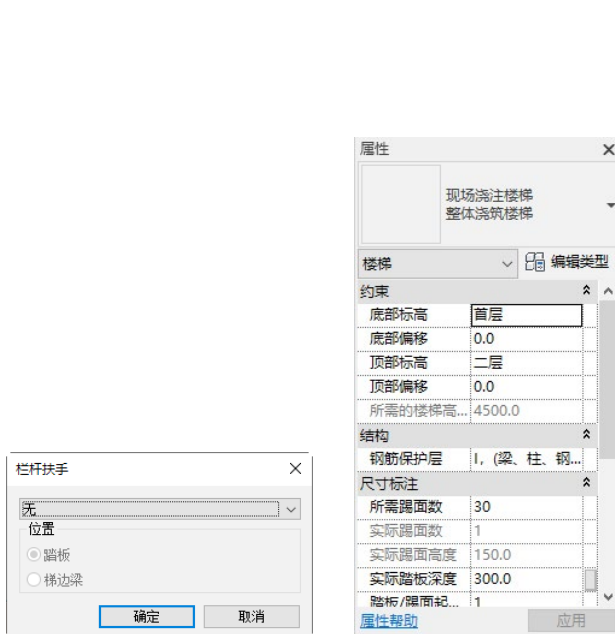 属性
现场浇注楼梯
整体浇筑楼梯
楼梯 编辑类型
约束
底部标高 首层
底部偏移 0.0
顶部标高 二层
顶部偏移 0.0
所需的楼梯高... 4500.0
结构
钢筋保护层 I, (梁、柱、钢...
尺寸标注
所需踢面数 30
实际踢面数 1
实际踢面高度 150.0
实际踏板深度 300.0
踏板/踢面起... 1
属性帮助 应用
栏杆扶手
无
位置
踏板
梯边梁
确定 取消